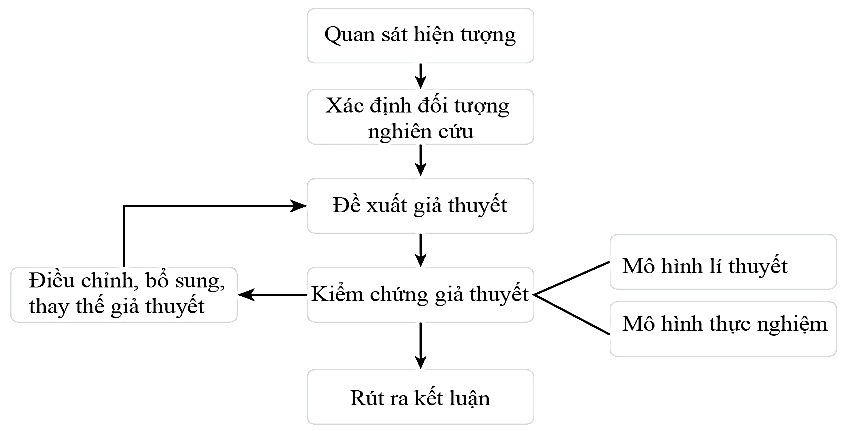 Quan sát hiện tượng
Xác định đối tượng
nghiên cứu
Đề xuất giả thuyết
Điều chỉnh, bổ sung,
thay thế giả thuyết
Kiểm chứng giả thuyết
Mô hình lí thuyết
Mô hình thực nghiệm
Rút ra kết luận